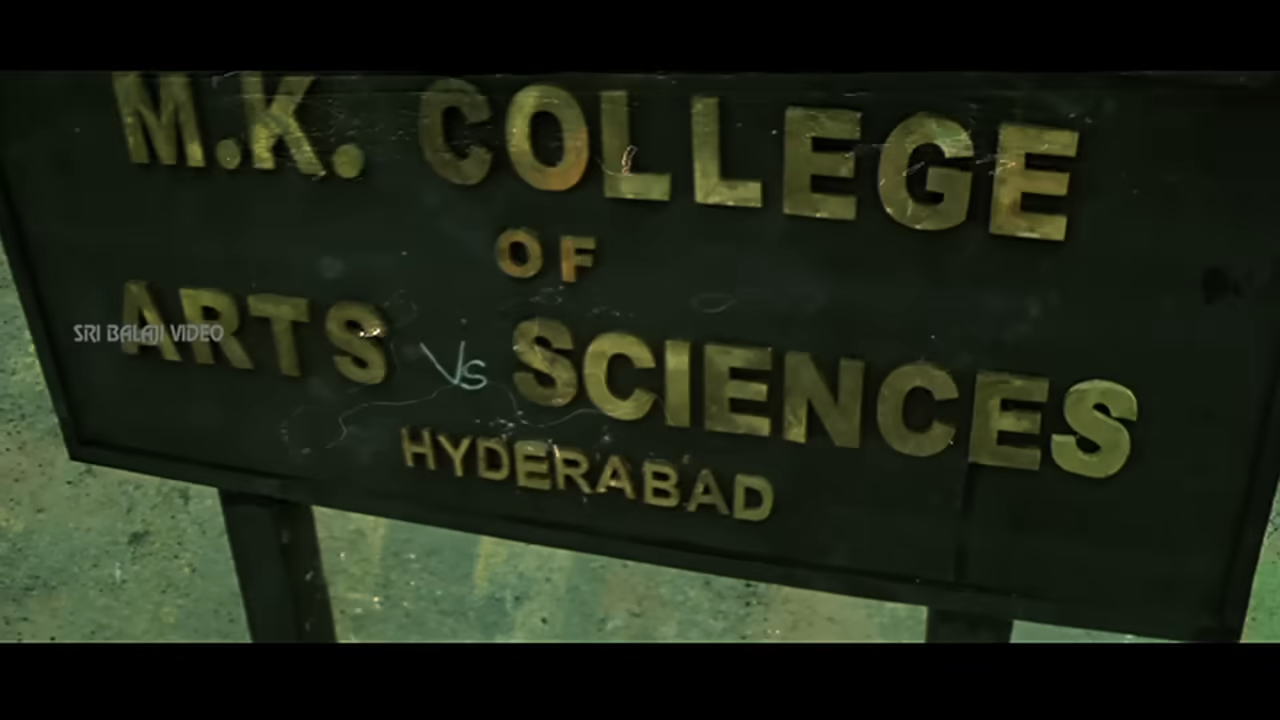 M.K. COLLEGE
OF
ARTS Vs SCIENCES
HYDERABAD
SRI BALAJI VIDEO